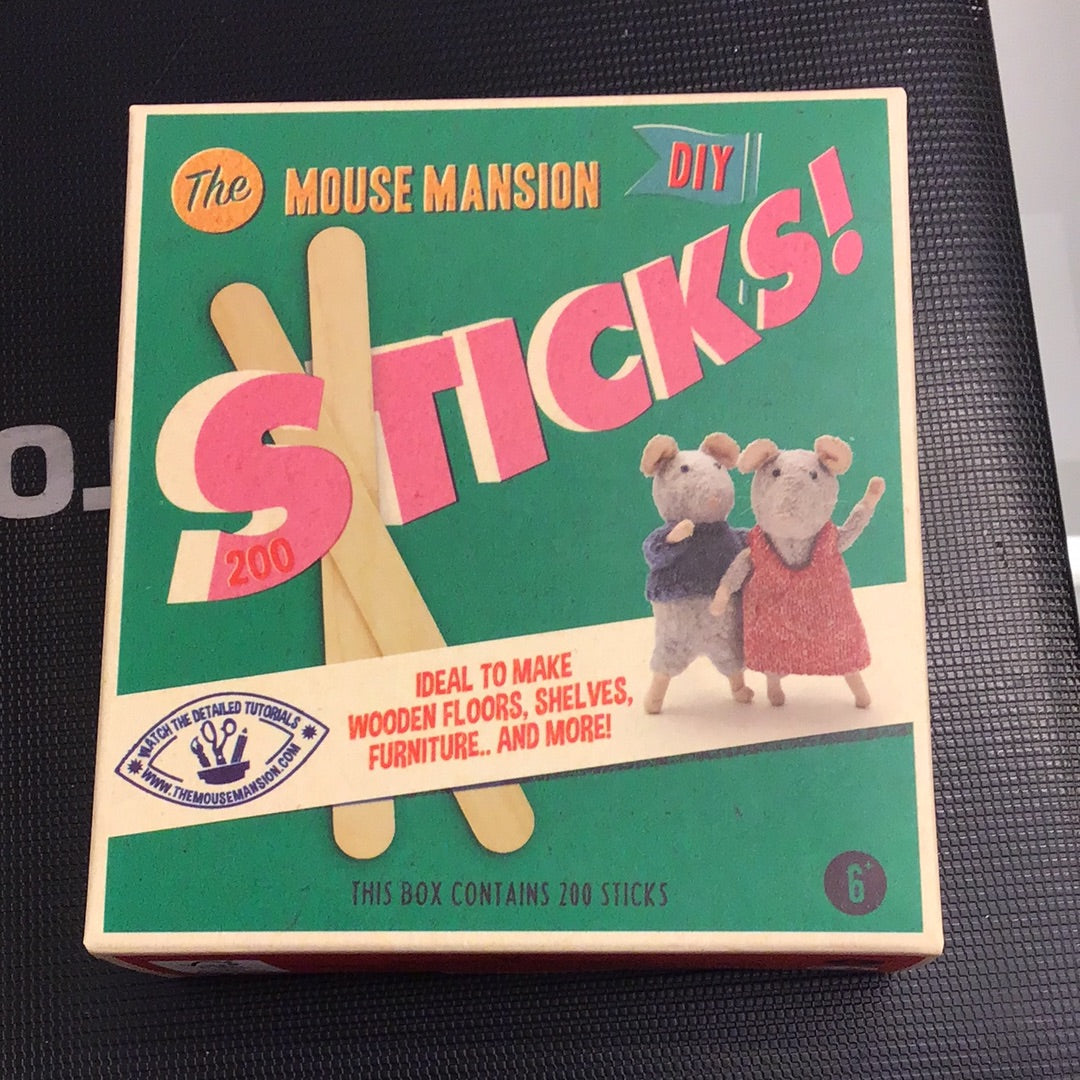 The MOUSE MANSION
DIY
STICKS!
200
IDEAL TO MAKE
WOODEN FLOORS, SHELVES,
FURNITURE.. AND MORE!
WATCH THE DETAILED TUTORIALS
WWW.THEMOUSEMANSION.COM
THIS BOX CONTAINS 200 STICKS
6+